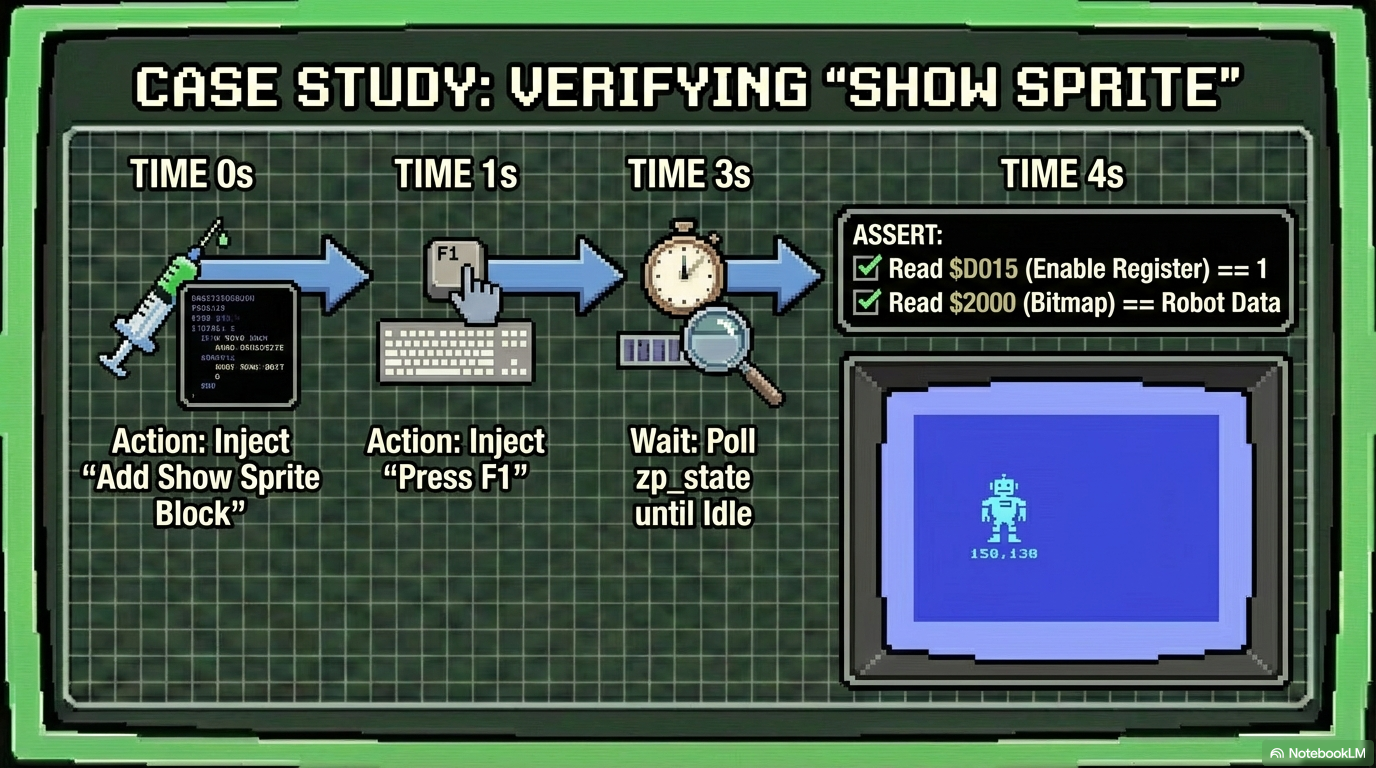 CASE STUDY: VERIFYING “SHOW SPRITE”
TIME 0s
Action: Inject
“Add Show Sprite
Block”
TIME 1s
F1
Action: Inject
“Press F1”
TIME 3s
Wait: Poll
zp_state
until Idle
TIME 4s
ASSERT:
Read $D015 (Enable Register) == 1
Read $2000 (Bitmap) == Robot Data
150,138
NotebookLM